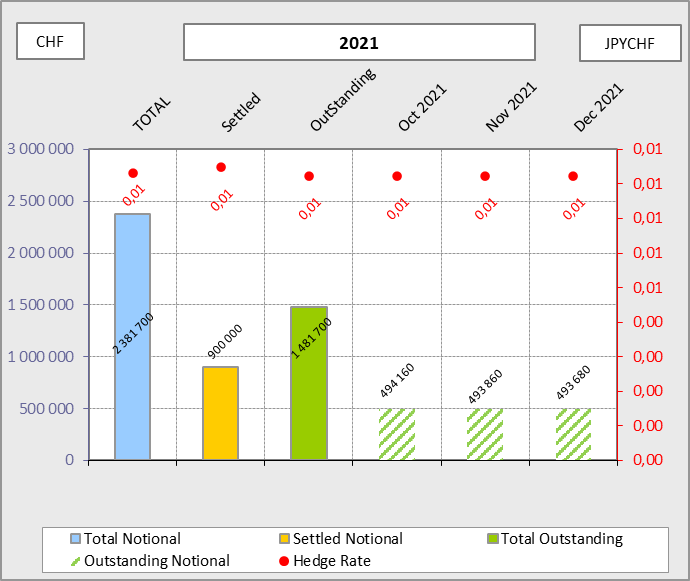 CHF
2021
JPYCHF
TOTAL
Settled
OutStanding
Oct 2021
Nov 2021
Dec 2021
3 000 000
2 500 000
2 000 000
1 500 000
1 000 000
500 000
0
0,01
0,01
0,01
0,01
0,01
0,01
2 381 700
900 000
1 481 700
494 160
493 860
493 680
0,01
0,01
0,01
0,01
0,01
0,00
0,00
0,00
0,00
0,00
Total Notional
Settled Notional
Total Outstanding
Outstanding Notional
Hedge Rate